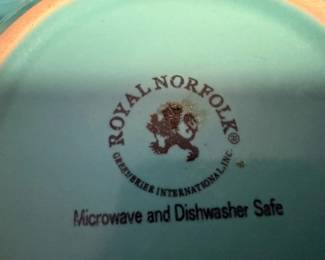 ROYAL NORFOLK®
GREENBRIER INTERNATIONAL, INC.
Microwave and Dishwasher Safe